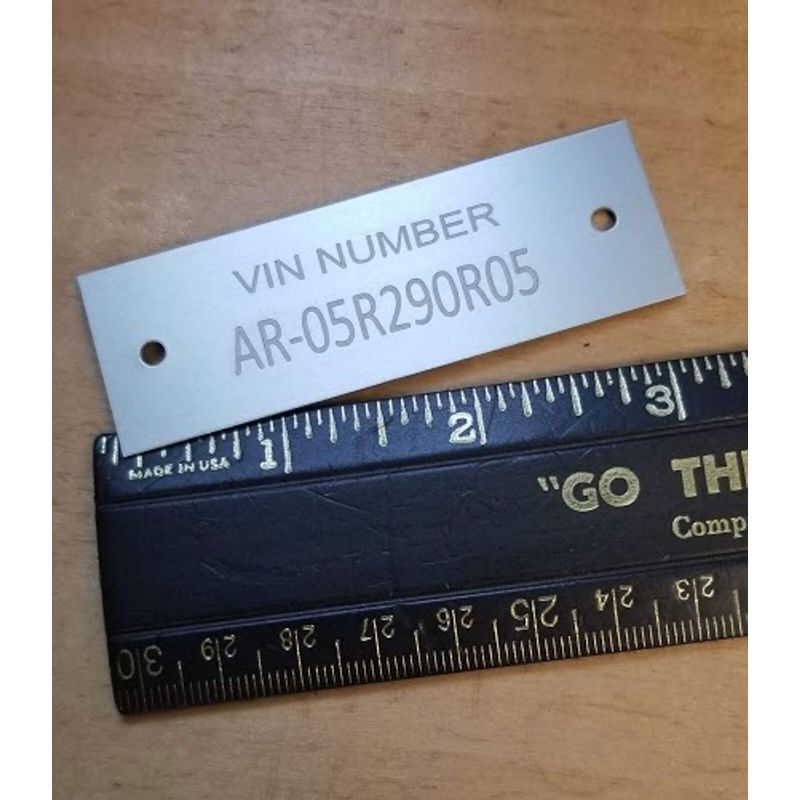 VIN NUMBER
AR-05R290R05
1 2 3
MADE IN USA
"GO THE
Comp
30 29 28 27 26 25 24 23